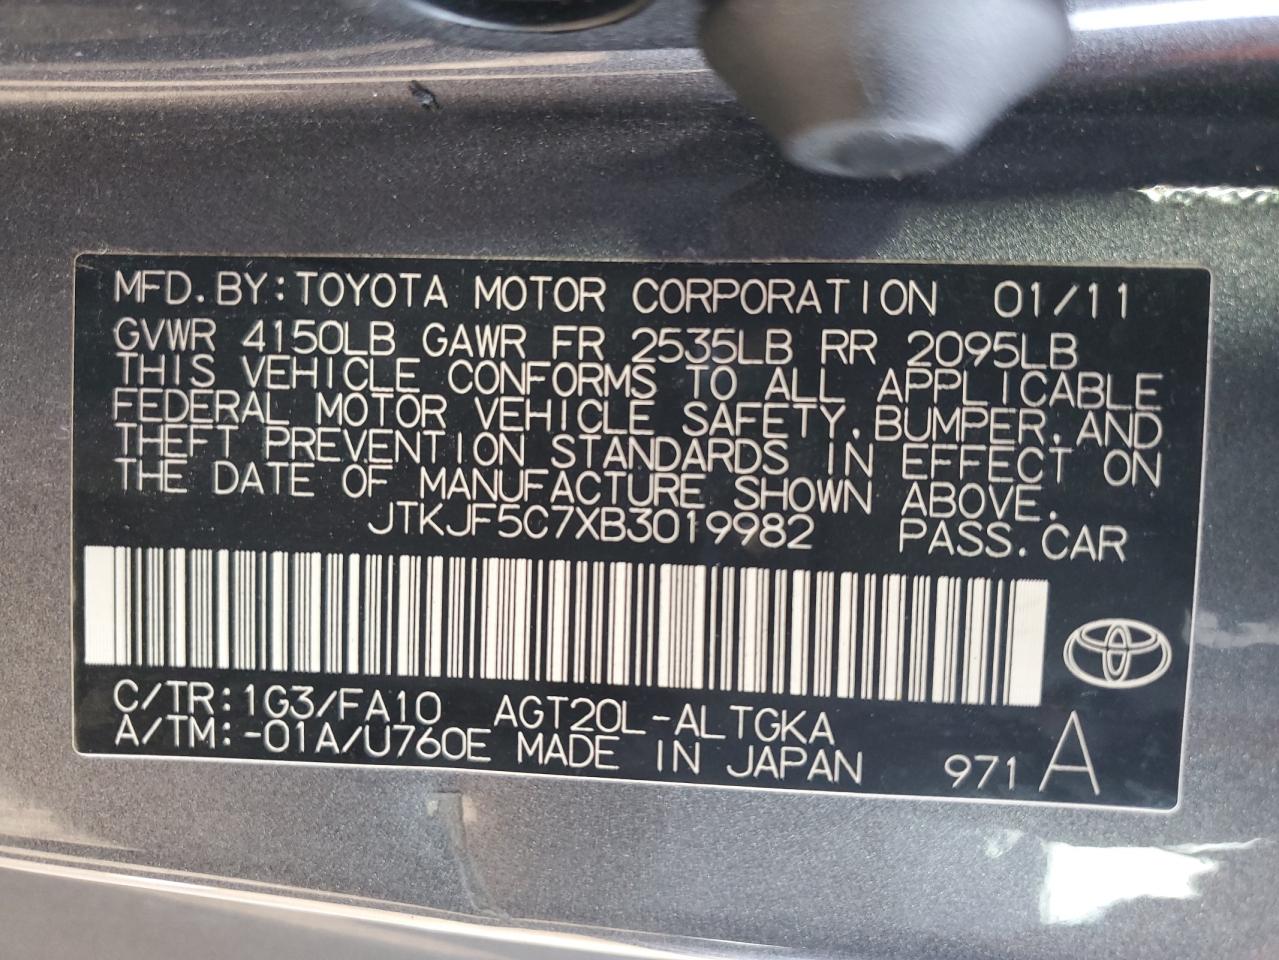 MFD.BY:TOYOTA MOTOR CORPORATION 01/11
GVWR 4150LB GAWR FR 2535LB RR 2095LB
THIS VEHICLE CONFORMS TO ALL APPLICABLE
FEDERAL MOTOR VEHICLE SAFETY,BUMPER,AND
THEFT PREVENTION STANDARDS IN EFFECT ON
THE DATE OF MANUFACTURE SHOWN ABOVE.
JTKJF5C7XB3019982 PASS.CAR
C/TR:1G3/FA10 AGT20L-ALTGKA
A/TM:-01A/U760E MADE IN JAPAN 971 A